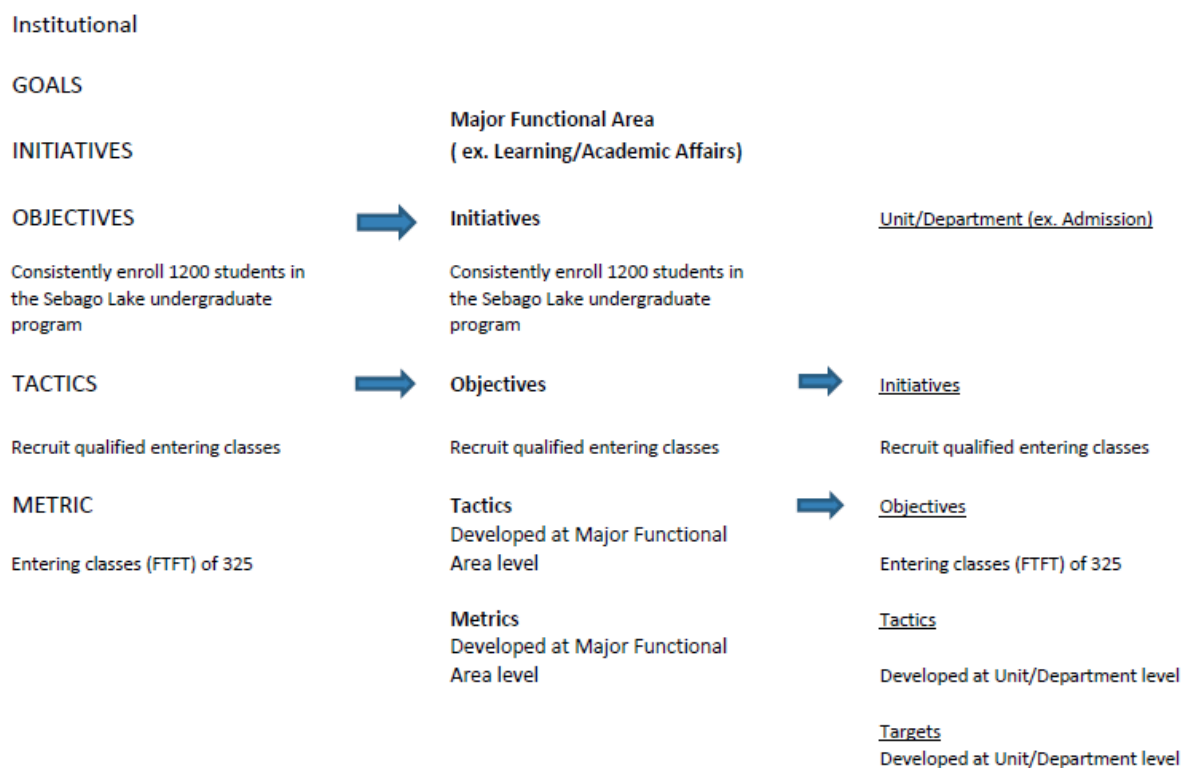 Institutional
GOALS
INITIATIVES
OBJECTIVES
Consistently enroll 1200 students in
the Sebago Lake undergraduate
program
TACTICS
Recruit qualified entering classes
METRIC
Entering classes (FTFT) of 325
Major Functional Area
( ex. Learning/Academic Affairs)
Initiatives
Consistently enroll 1200 students in
the Sebago Lake undergraduate
program
Objectives
Recruit qualified entering classes
Tactics
Developed at Major Functional
Area level
Metrics
Developed at Major Functional
Area level
Unit/Department (ex. Admission)
Initiatives
Recruit qualified entering classes
Objectives
Entering classes (FTFT) of 325
Tactics
Developed at Unit/Department level
Targets
Developed at Unit/Department level